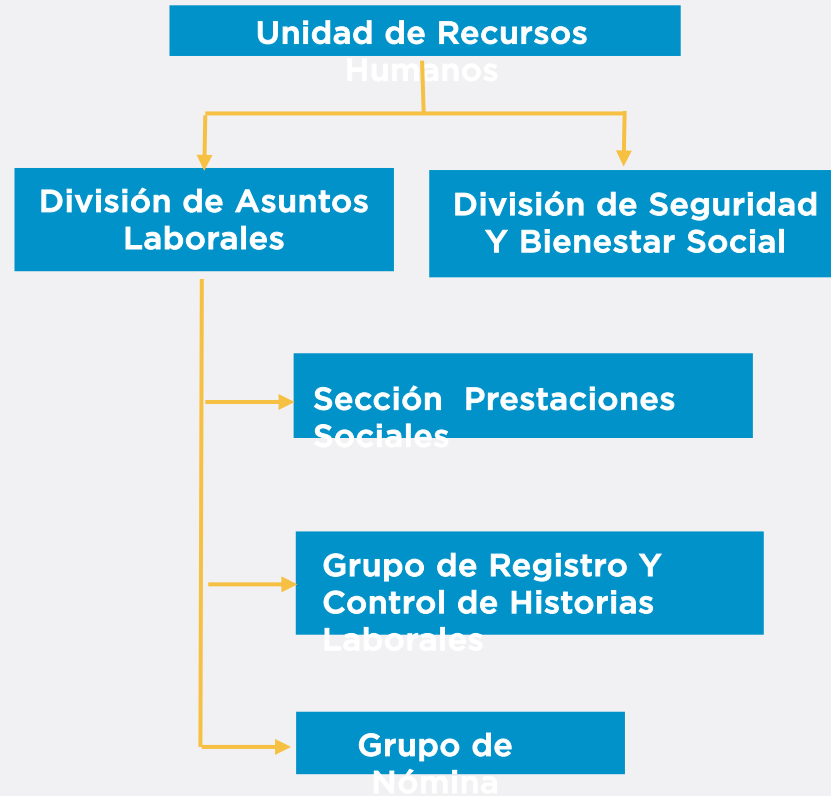 Unidad de Recursos
Humanos
División de Asuntos
Laborales
División de Seguridad
Y Bienestar Social
Sección Prestaciones
Sociales
Grupo de Registro Y
Control de Historias
Laborales
Grupo de
Nómina